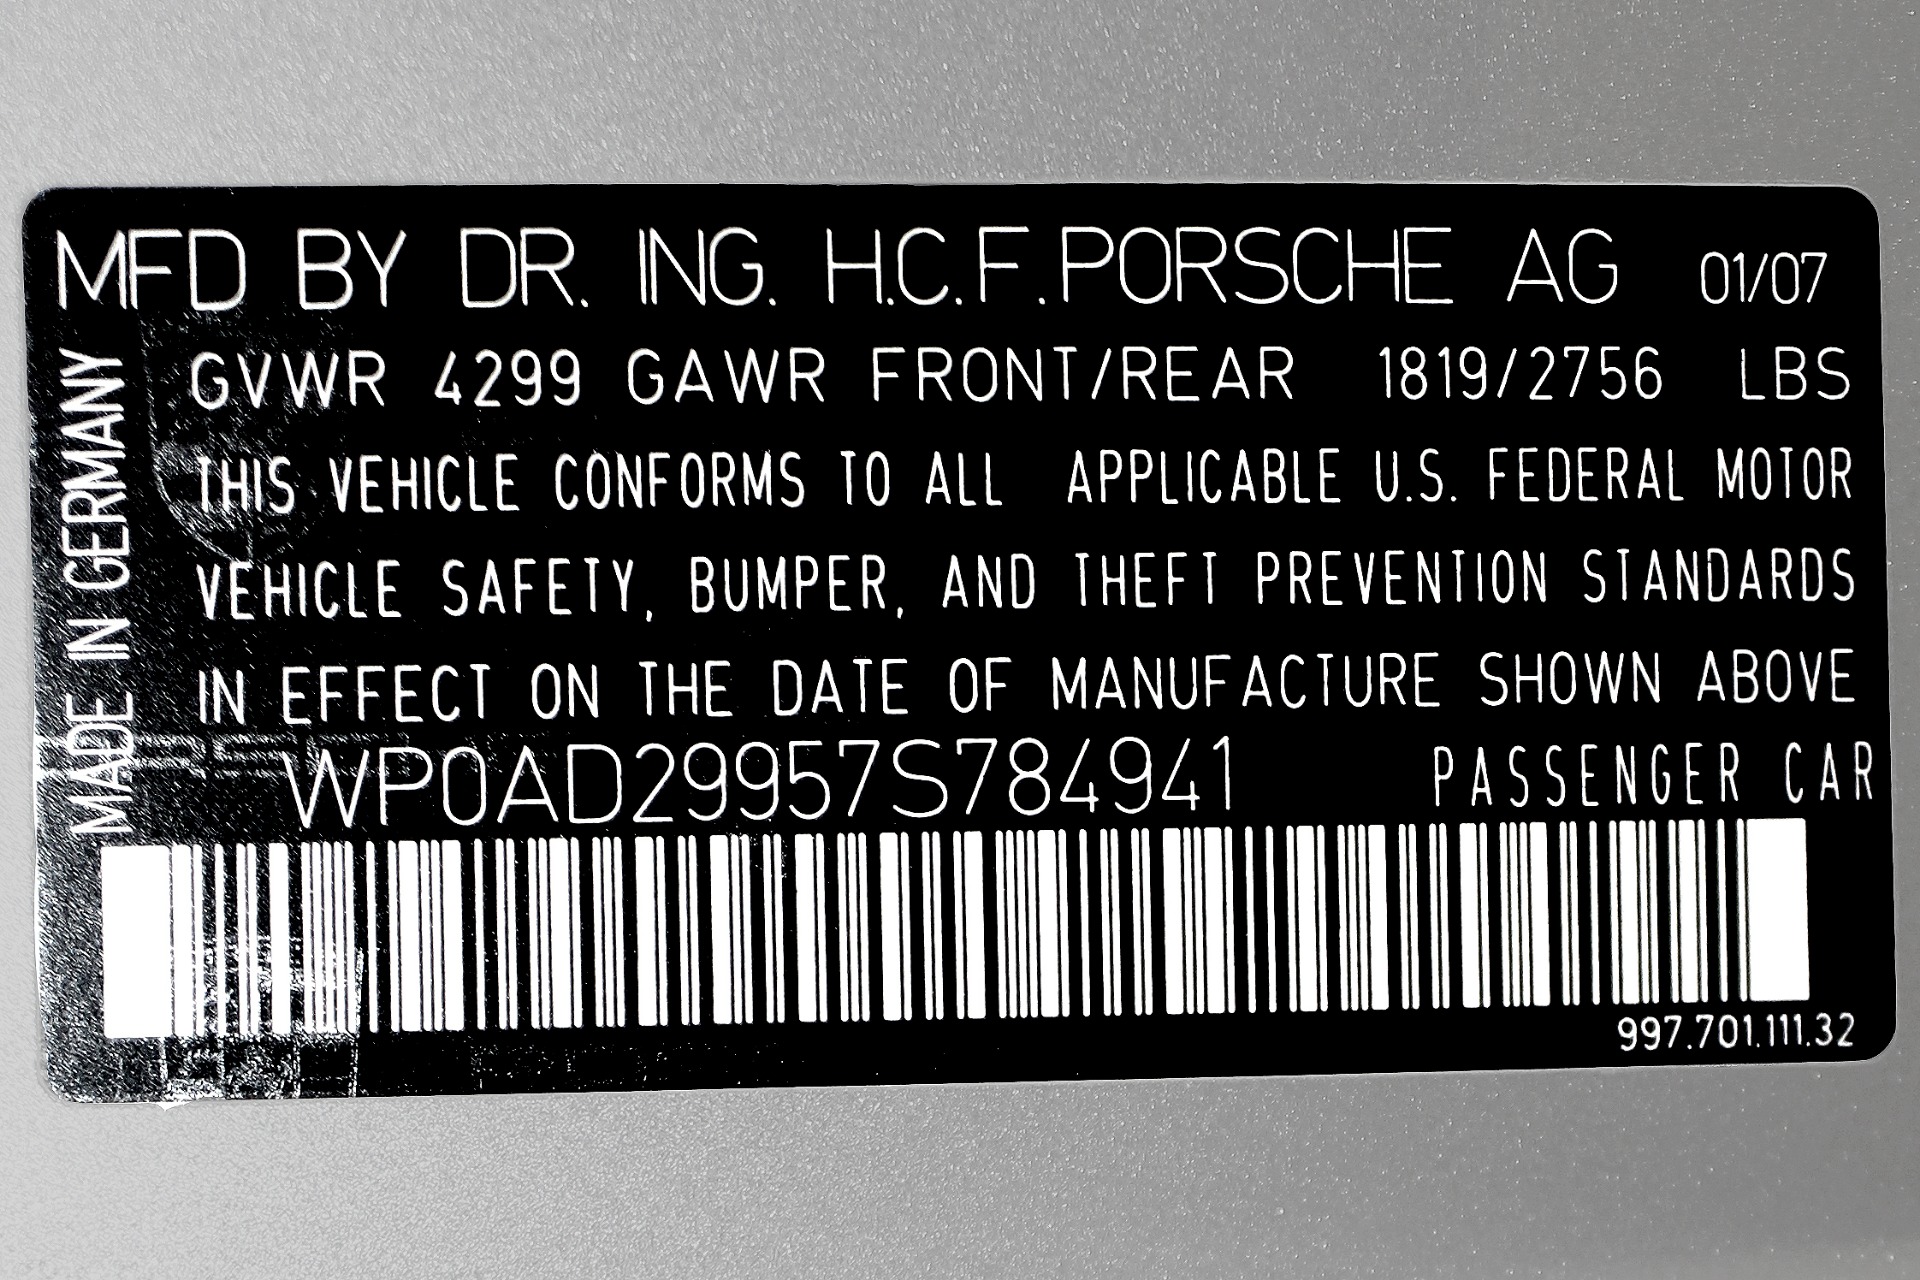 MFD BY DR. ING. H.C.F. PORSCHE AG 01/07
GVWR 4299 GAWR FRONT/REAR 1819/2756 LBS
THIS VEHICLE CONFORMS TO ALL APPLICABLE U.S. FEDERAL MOTOR
VEHICLE SAFETY, BUMPER, AND THEFT PREVENTION STANDARDS
IN EFFECT ON THE DATE OF MANUFACTURE SHOWN ABOVE
WP0AD29957S784941 PASSENGER CAR
997.701.111.32
MADE IN GERMANY